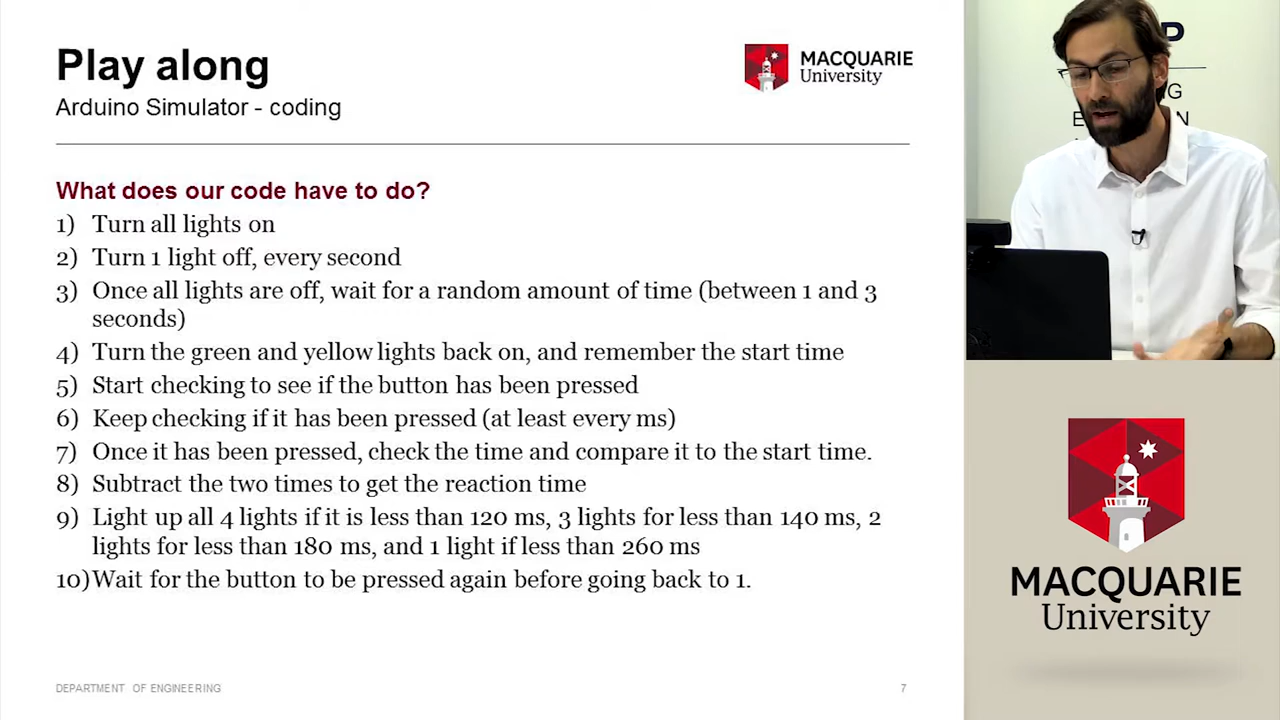 Play along
Arduino Simulator - coding
MACQUARIE
University
What does our code have to do?
1) Turn all lights on
2) Turn 1 light off, every second
3) Once all lights are off, wait for a random amount of time (between 1 and 3
seconds)
4) Turn the green and yellow lights back on, and remember the start time
5) Start checking to see if the button has been pressed
6) Keep checking if it has been pressed (at least every ms)
7) Once it has been pressed, check the time and compare it to the start time.
8) Subtract the two times to get the reaction time
9) Light up all 4 lights if it is less than 120 ms, 3 lights for less than 140 ms, 2
lights for less than 180 ms, and 1 light if less than 260 ms
10)Wait for the button to be pressed again before going back to 1.
DEPARTMENT OF ENGINEERING
7
MACQUARIE
University